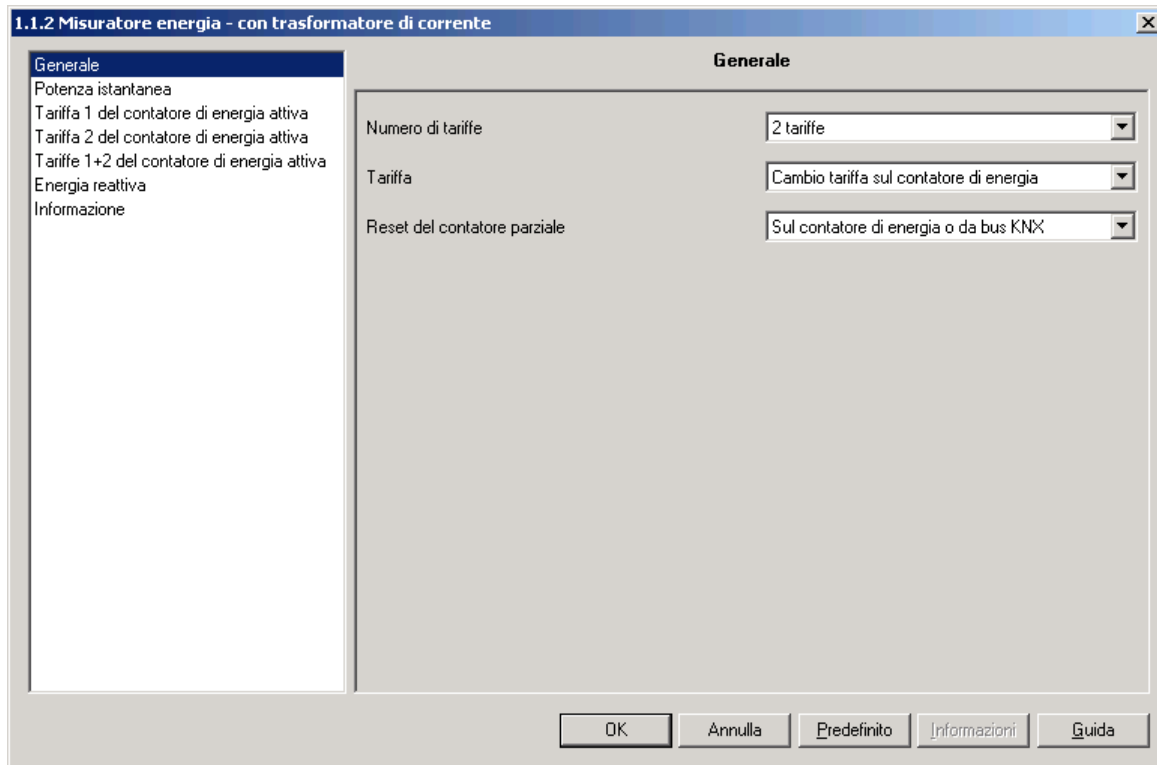 1.1.2 Misuratore energia - con trasformatore di corrente
Generale
Potenza istantanea
Tariffa 1 del contatore di energia attiva
Tariffa 2 del contatore di energia attiva
Tariffe 1+2 del contatore di energia attiva
Energia reattiva
Informazione
Generale
Numero di tariffe 2 tariffe
Tariffa Cambio tariffa sul contatore di energia
Reset del contatore parziale Sul contatore di energia o da bus KNX
OK Annulla Predefinito Informazioni Guida